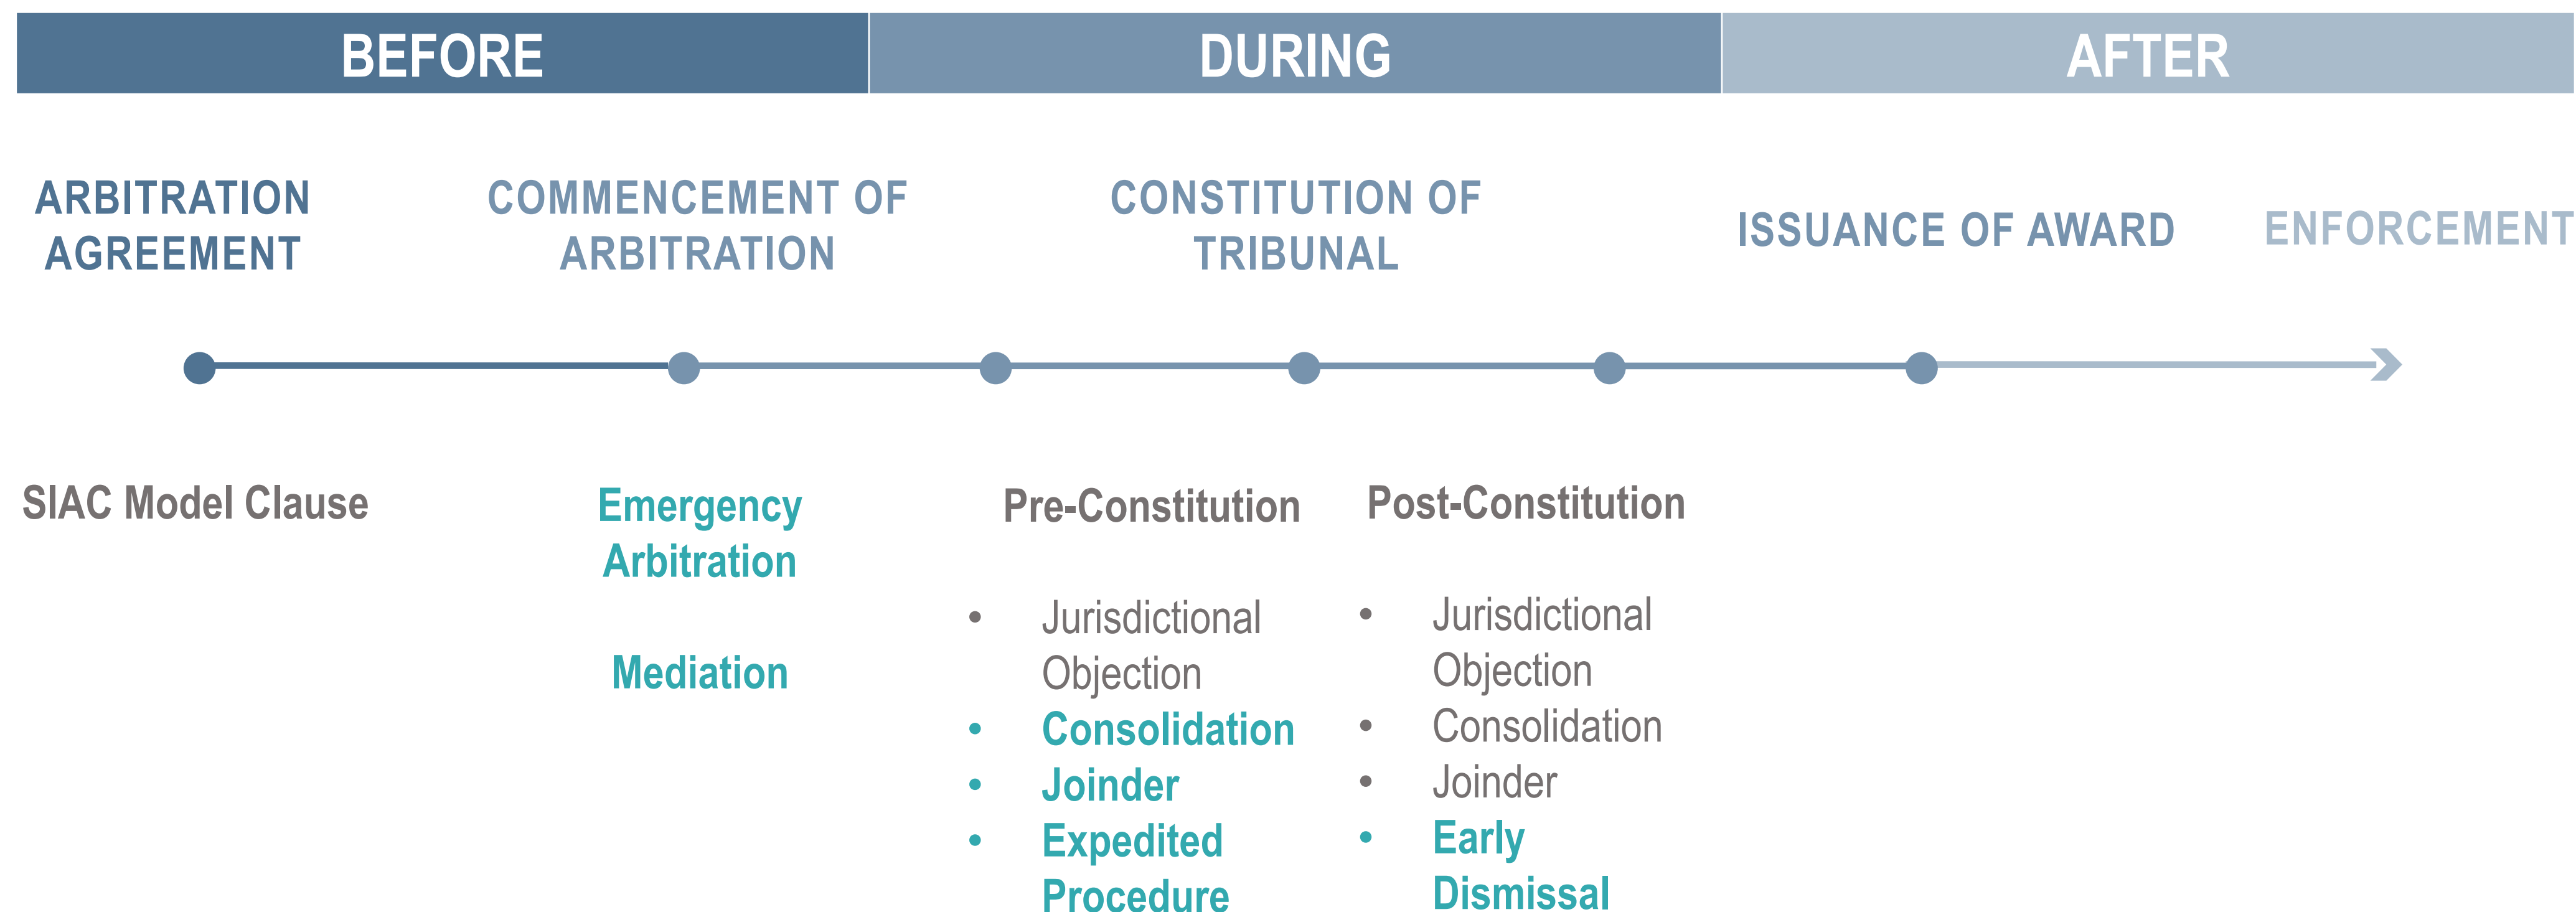 BEFORE
DURING
AFTER
ARBITRATION
AGREEMENT
COMMENCEMENT OF
ARBITRATION
CONSTITUTION OF
TRIBUNAL
ISSUANCE OF AWARD
ENFORCEMENT
SIAC Model Clause
Emergency
Arbitration
Mediation
Pre-Constitution
• Jurisdictional
Objection
• Consolidation
• Joinder
• Expedited
Procedure
Post-Constitution
• Jurisdictional
Objection
• Consolidation
• Joinder
• Early
Dismissal